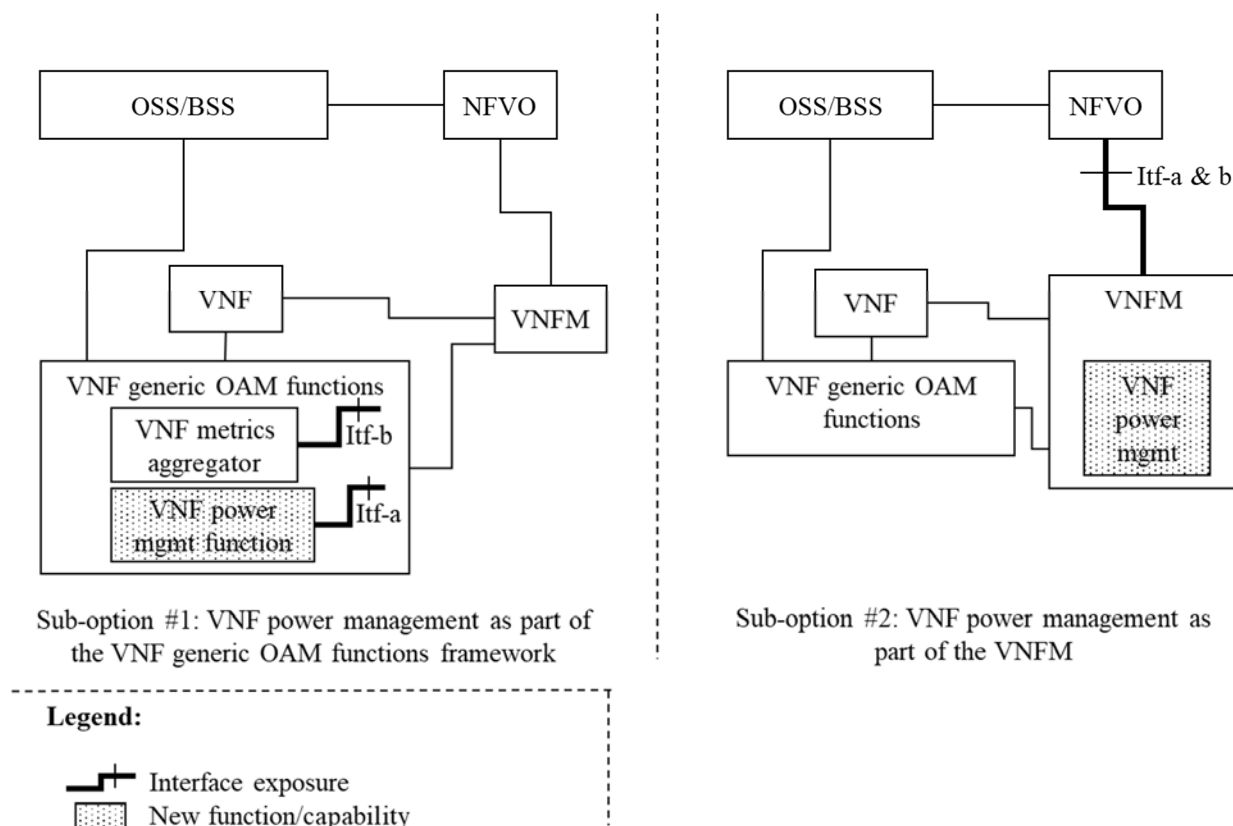 OSS/BSS
NFVO
VNF
VNFM
VNF generic OAM functions
VNF metrics
aggregator
Itf-b
VNF power
mgmt function
Itf-a
Sub-option #1: VNF power management as part of
the VNF generic OAM functions framework
OSS/BSS
NFVO
Itf-a & b
VNF
VNFM
VNF generic OAM
functions
VNF
power
mgmt
Sub-option #2: VNF power management as
part of the VNFM
Legend:
Interface exposure
New function/capability